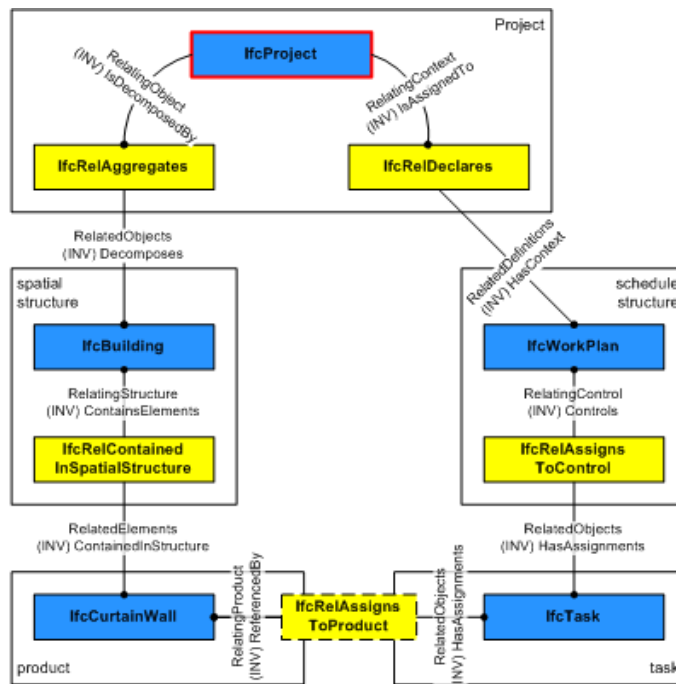 Project
IfcProject
RelatingObject
(INV) IsDecomposedBy
RelatingContext
(INV) IsAssignedTo
IfcRelAggregates
IfcRelDeclares
RelatedObjects
(INV) Decomposes
RelatedDefinitions
(INV) HasContext
spatial
structure
schedule
structure
IfcBuilding
IfcWorkPlan
RelatingStructure
(INV) ContainsElements
RelatingControl
(INV) Controls
IfcRelContained
InSpatialStructure
IfcRelAssigns
ToControl
RelatedElements
(INV) ContainedInStructure
RelatedObjects
(INV) HasAssignments
IfcCurtainWall
RelatingProduct
(INV) ReferencedBy
IfcRelAssigns
ToProduct
RelatedObjects
(INV) HasAssignments
IfcTask
product
task